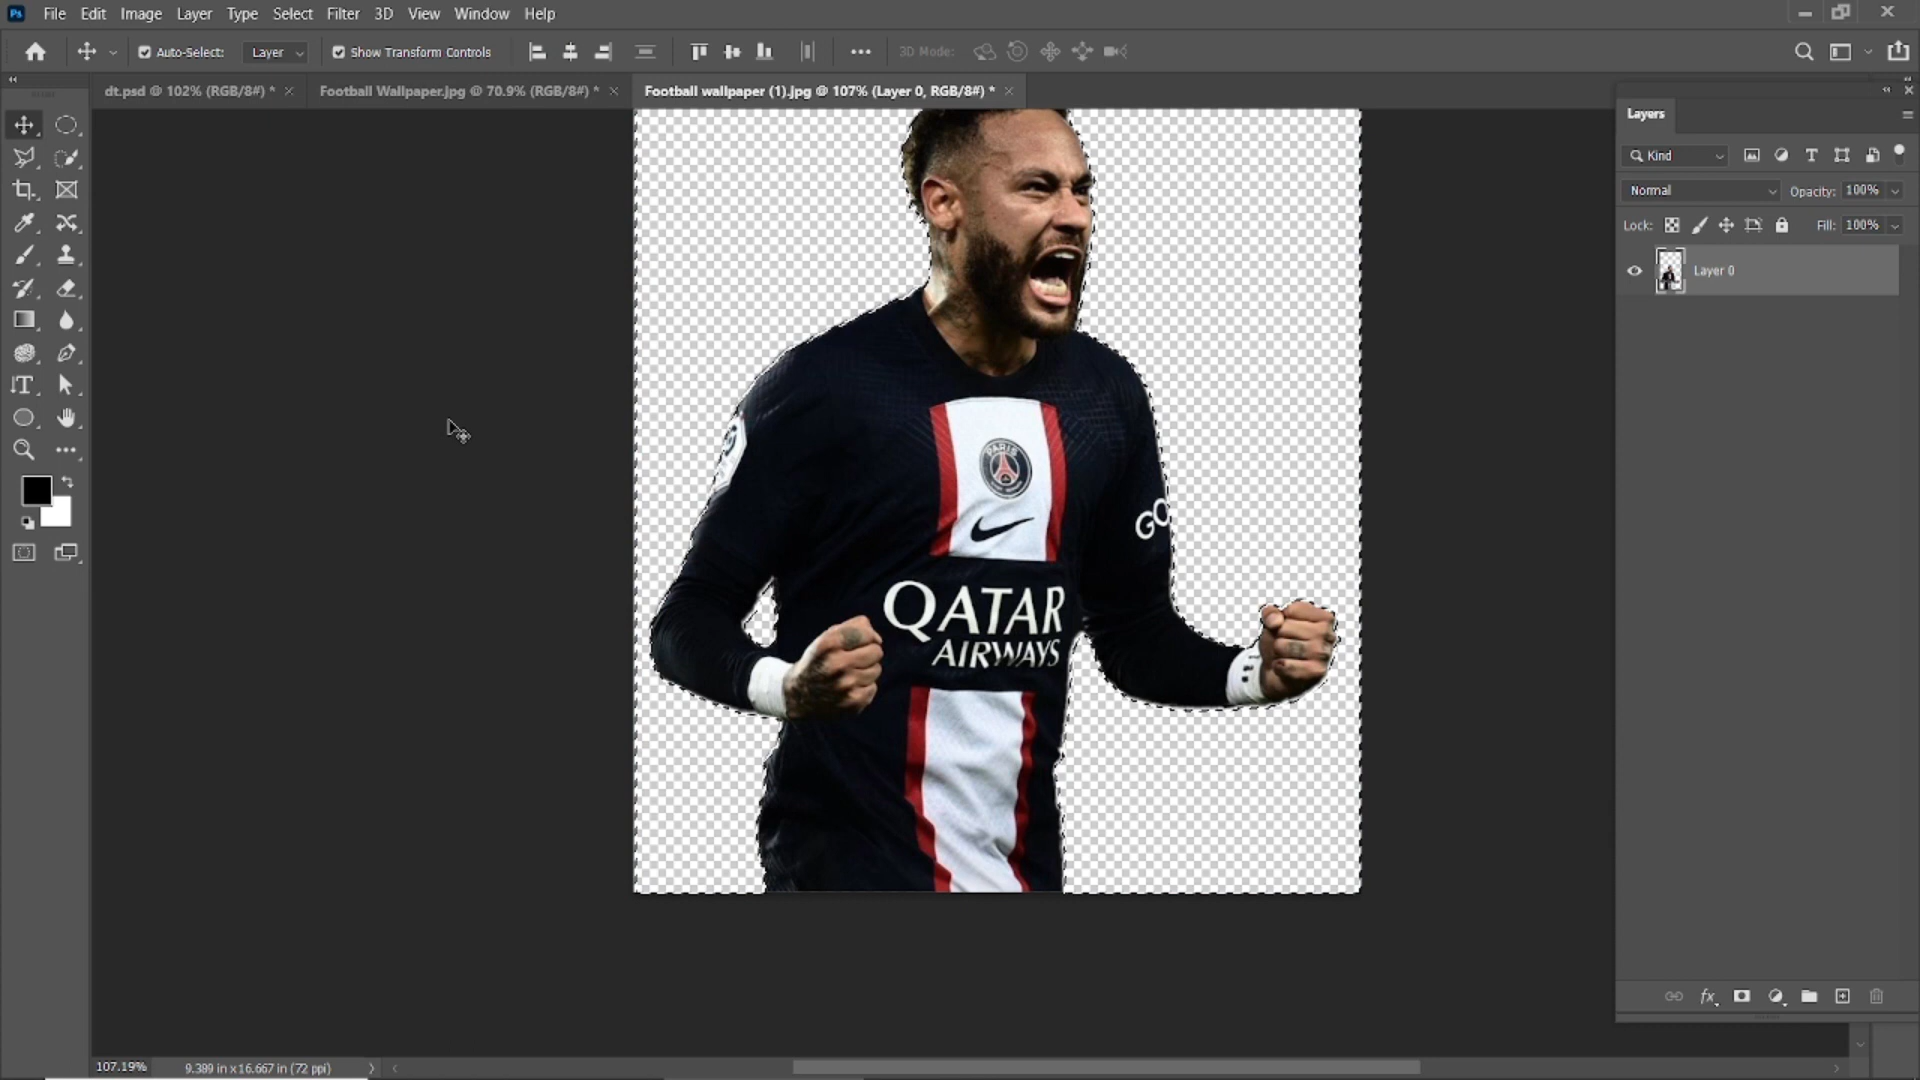 File Edit Image Layer Type Select Filter 3D View Window Help
Auto-Select: Layer Show Transform Controls 3D Mode:
dt.psd @ 102% (RGB/8#) * Football Wallpaper.jpg @ 70.9% (RGB/8#) * Football wallpaper (1).jpg @ 107% (Layer 0, RGB/8#) *
Layers
Kind
Normal Opacity: 100%
Lock: Fill: 100%
Layer 0
PARIS
GO
QATAR
AIRWAYS
107.19% 9.389 in x 16.667 in (72 ppi)